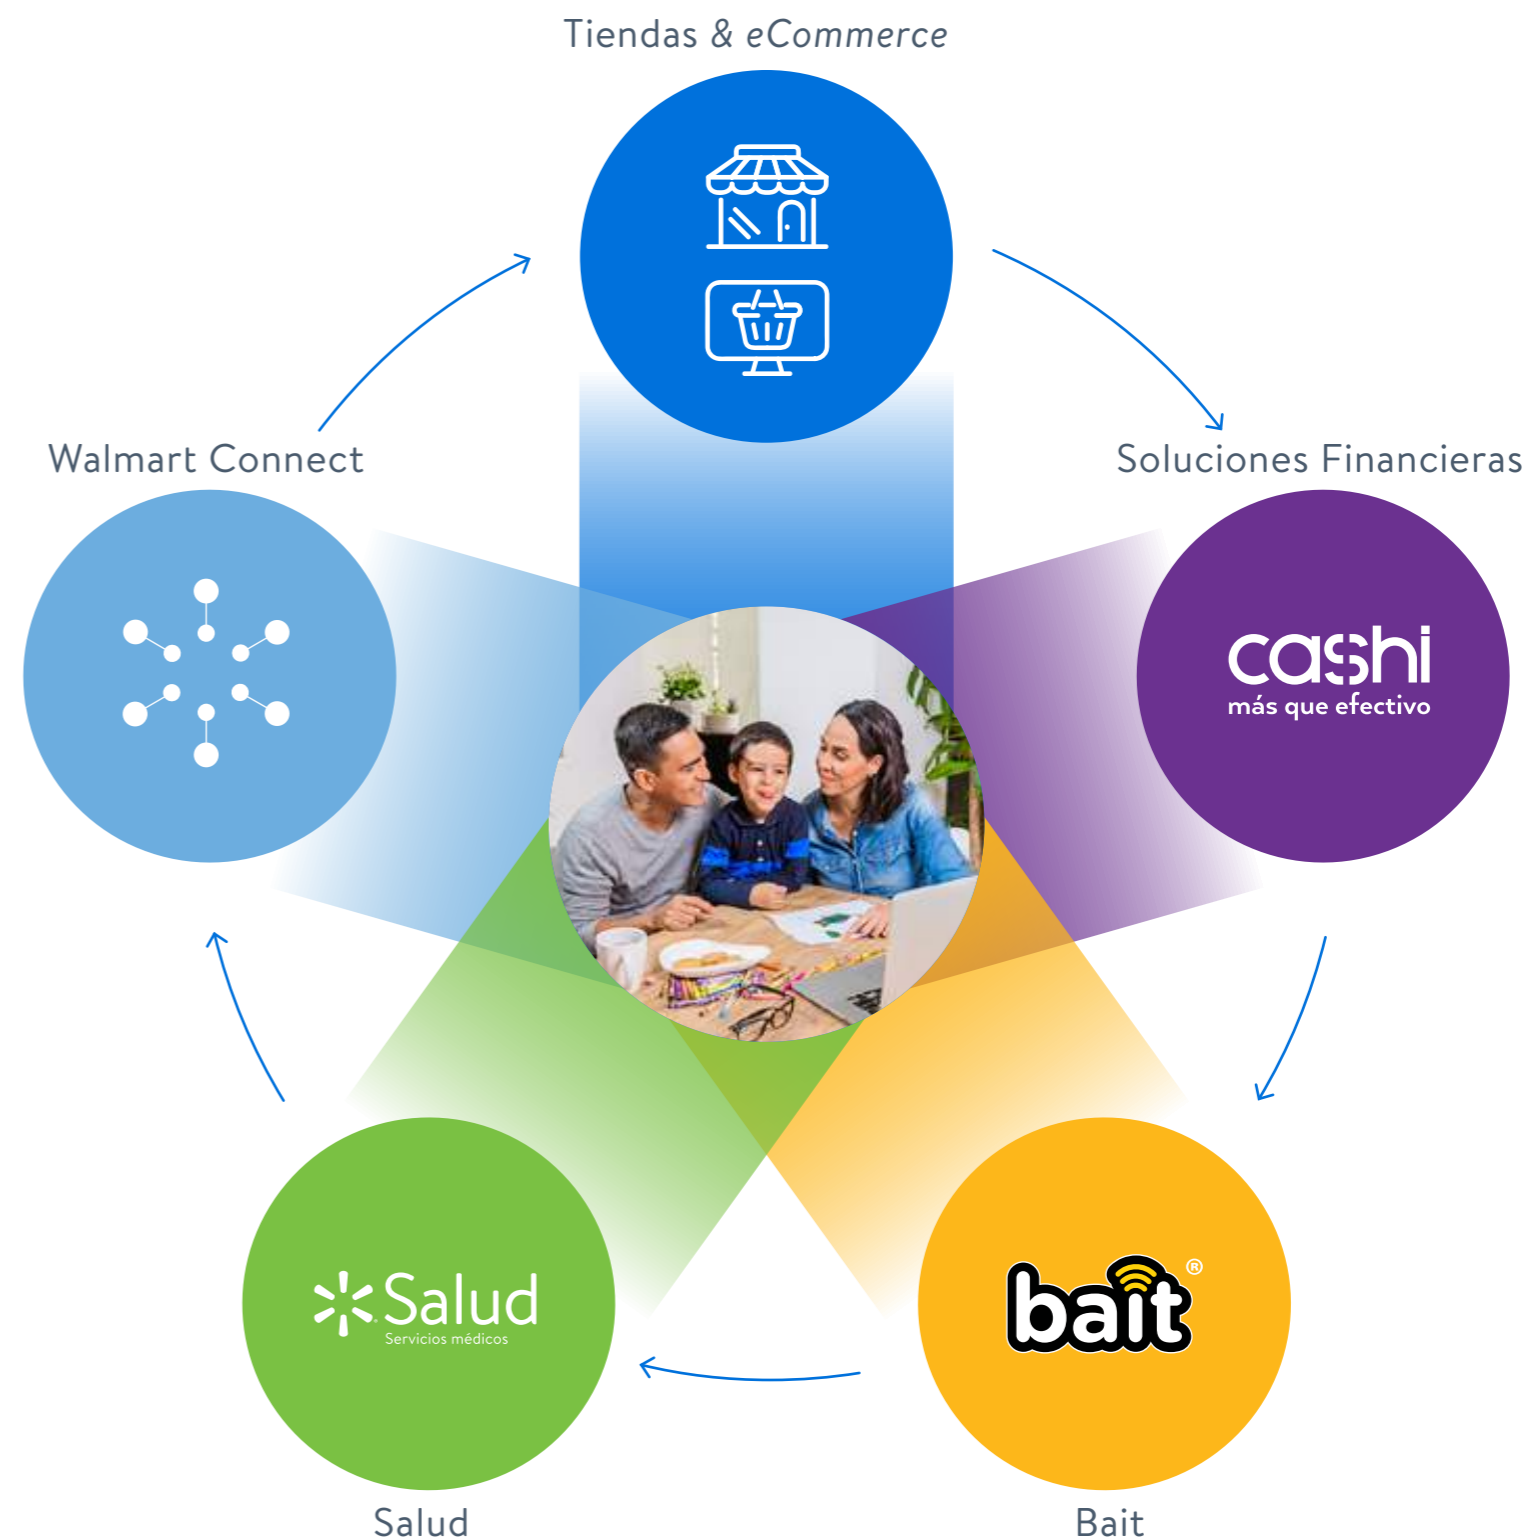 Tiendas & eCommerce
Walmart Connect
Soluciones Financieras
cashi
más que efectivo
Salud
Servicios médicos
bait®
Salud
Bait